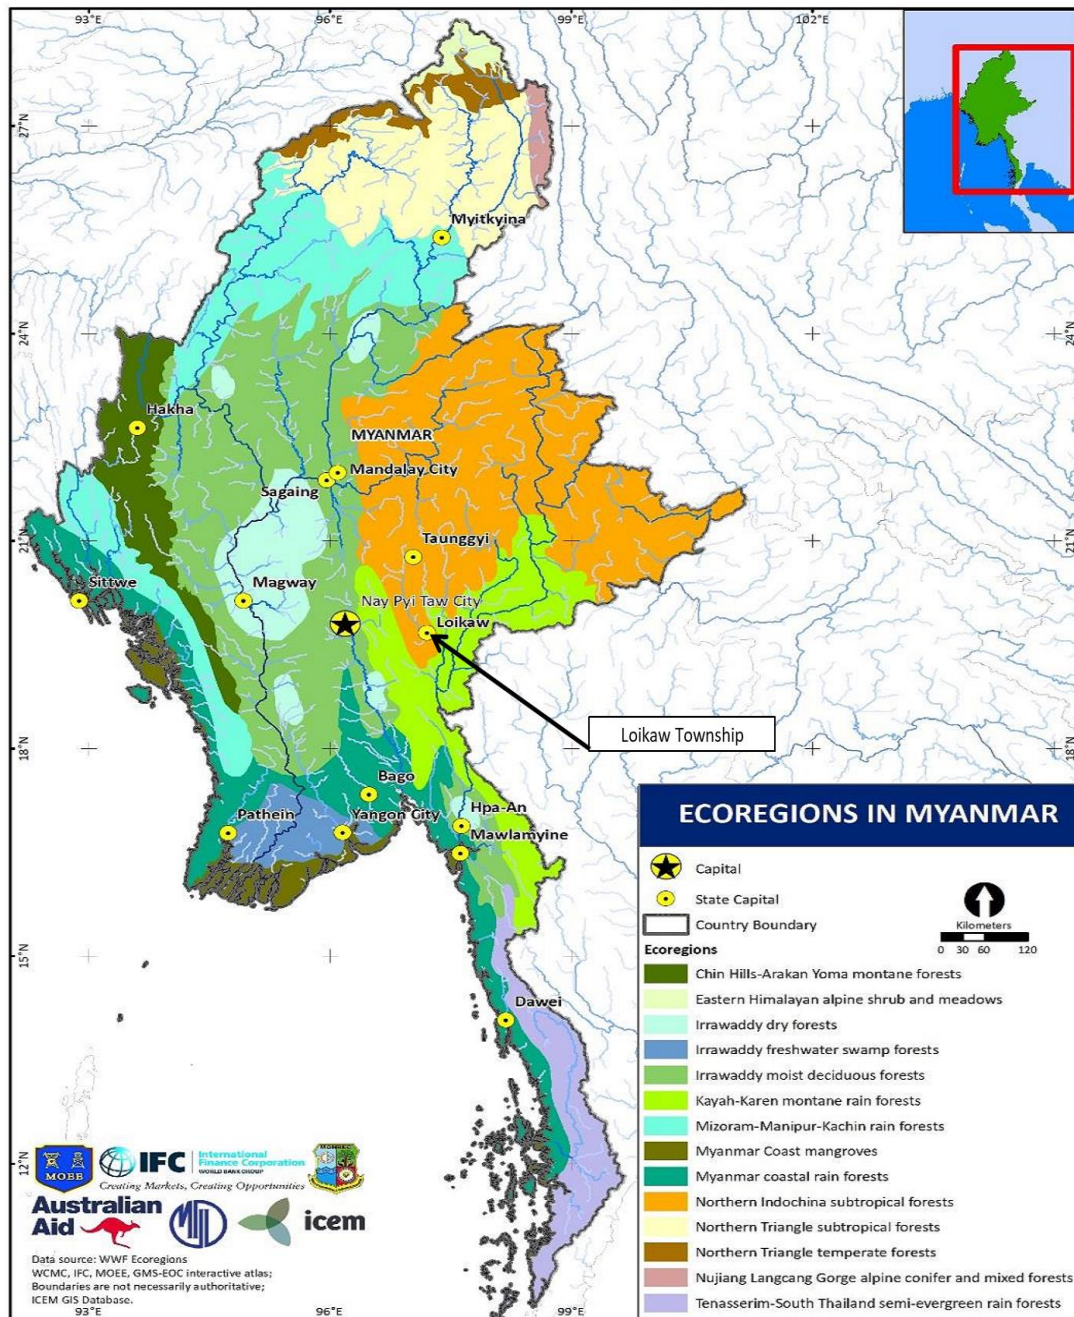 93°E 96°E 99°E 102°E
27°N
Myitkyina
24°N 24°N
Hakha
MYANMAR
Mandalay City
Sagaing
21°N 21°N
Taunggyi
Sittwe
Magway
Nay Pyi Taw City
Loikaw
Loikaw Township
18°N 18°N
Bago
Hpa-An
Patheih
Yangon City
Mawlamyine
15°N
Dawei
12°N
93°E 96°E 99°E
ECOREGIONS IN MYANMAR
Capital
State Capital
Country Boundary
Kilometers
0 30 60 120
Ecoregions
Chin Hills-Arakan Yoma montane forests
Eastern Himalayan alpine shrub and meadows
Irrawaddy dry forests
Irrawaddy freshwater swamp forests
Irrawaddy moist deciduous forests
Kayah-Karen montane rain forests
Mizoram-Manipur-Kachin rain forests
Myanmar Coast mangroves
Myanmar coastal rain forests
Northern Indochina subtropical forests
Northern Triangle subtropical forests
Northern Triangle temperate forests
Nujiang Langcang Gorge alpine conifer and mixed forests
Tenasserim-South Thailand semi-evergreen rain forests
MOEE
IFC
International
Finance Corporation
WORLD BANK GROUP
Creating Markets, Creating Opportunities
Australian
Aid
icem
Data source: WWF Ecoregions
WCMC, IFC, MOEE, GMS-EOC interactive atlas;
Boundaries are not necessarily authoritative;
ICEM GIS Database.